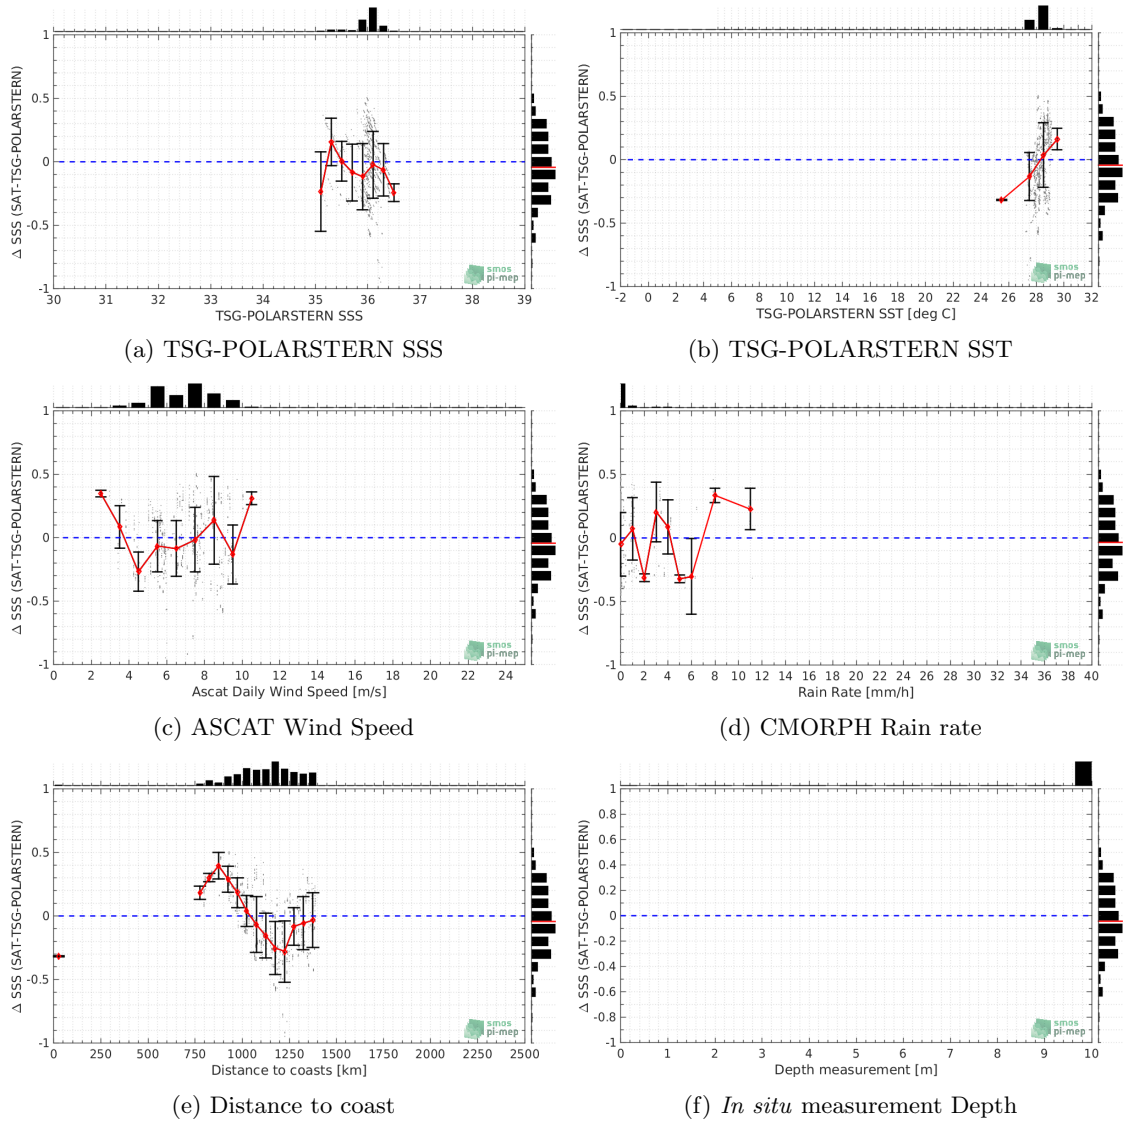 1
0.5
0
-0.5
-1
Δ SSS (SAT-TSG-POLARSTERN)
30 31 32 33 34 35 36 37 38 39
TSG-POLARSTERN SSS
smos
pi-mep
(a) TSG-POLARSTERN SSS
1
0.5
0
-0.5
-1
Δ SSS (SAT-TSG-POLARSTERN)
-2 0 2 4 6 8 10 12 14 16 18 20 22 24 26 28 30 32
TSG-POLARSTERN SST [deg C]
smos
pi-mep
(b) TSG-POLARSTERN SST
1
0.5
0
-0.5
-1
Δ SSS (SAT-TSG-POLARSTERN)
0 2 4 6 8 10 12 14 16 18 20 22 24
Ascat Daily Wind Speed [m/s]
smos
pi-mep
(c) ASCAT Wind Speed
1
0.5
0
-0.5
-1
Δ SSS (SAT-TSG-POLARSTERN)
0 2 4 6 8 10 12 14 16 18 20 22 24 26 28 30 32 34 36 38 40
Rain Rate [mm/h]
smos
pi-mep
(d) CMORPH Rain rate
1
0.5
0
-0.5
-1
Δ SSS (SAT-TSG-POLARSTERN)
0 250 500 750 1000 1250 1500 1750 2000 2250 2500
Distance to coasts [km]
smos
pi-mep
(e) Distance to coast
1
0.8
0.6
0.4
0.2
0
-0.2
-0.4
-0.6
-0.8
-1
Δ SSS (SAT-TSG-POLARSTERN)
0 1 2 3 4 5 6 7 8 9 10
Depth measurement [m]
smos
pi-mep
(f) In situ measurement Depth